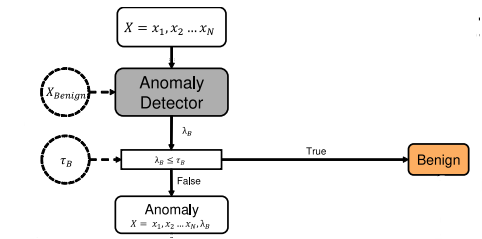 X = x₁, x₂ … x_N
X_Benign
Anomaly
Detector
λ_B
τ_B
λ_B ≤ τ_B
True
Benign
False
Anomaly
X = x₁, x₂ … x_N, λ_B